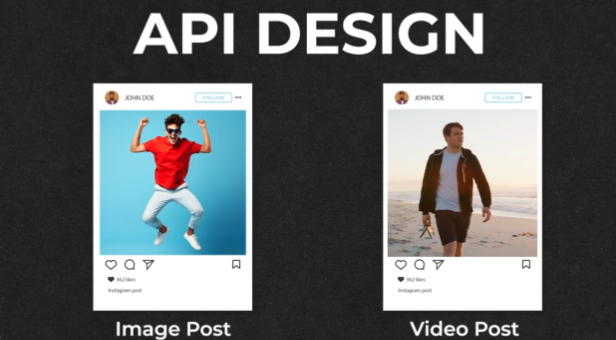 API DESIGN
JOHN DOE
FOLLOW
362 likes
Instagram post
Image Post
JOHN DOE
FOLLOW
362 likes
Instagram post
Video Post